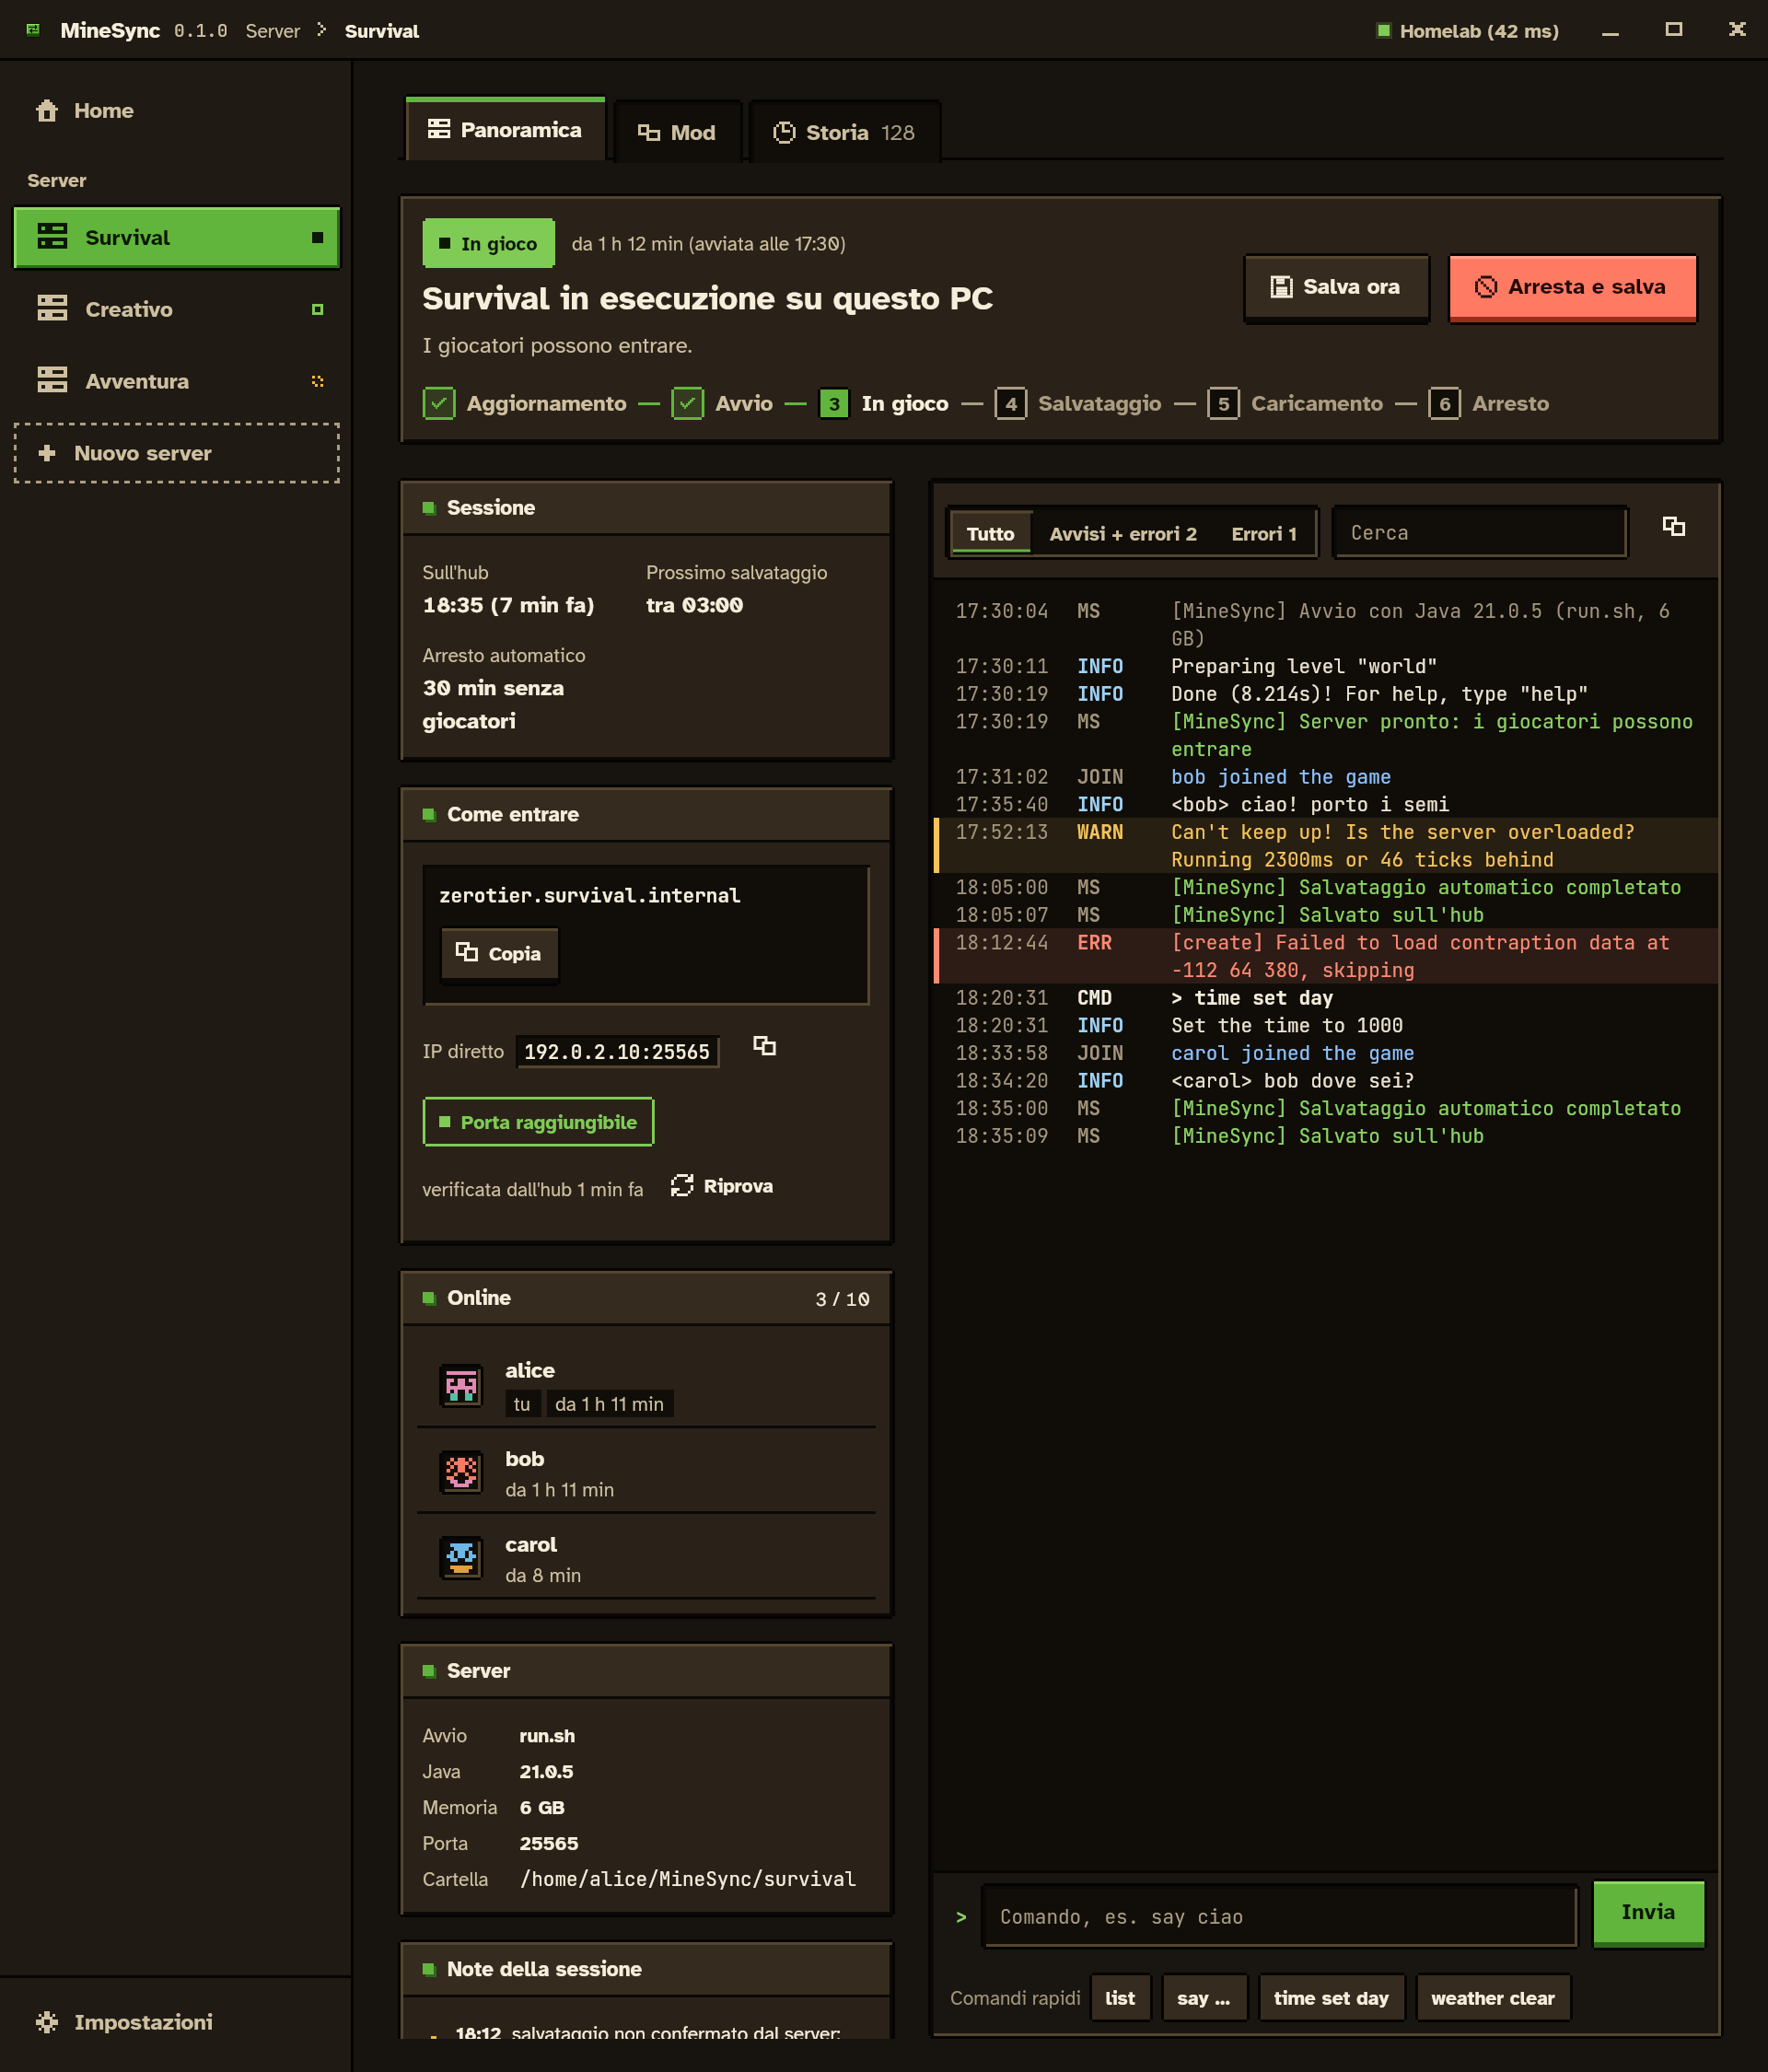 MineSync 0.1.0 Server Survival
Homelab (42 ms)
Home
Server
Survival
Creativo
Avventura
Nuovo server
Impostazioni
Panoramica
Mod
Storia 128
In gioco
da 1 h 12 min (avviata alle 17:30)
Survival in esecuzione su questo PC
I giocatori possono entrare.
Salva ora
Arresta e salva
Aggiornamento
Avvio
3 In gioco
4 Salvataggio
5 Caricamento
6 Arresto
Sessione
Sull'hub
18:35 (7 min fa)
Prossimo salvataggio
tra 03:00
Arresto automatico
30 min senza
giocatori
Come entrare
zerotier.survival.internal
Copia
IP diretto 192.0.2.10:25565
Porta raggiungibile
verificata dall'hub 1 min fa
Riprova
Online
3 / 10
alice
tu
da 1 h 11 min
bob
da 1 h 11 min
carol
da 8 min
Server
Avvio run.sh
Java 21.0.5
Memoria 6 GB
Porta 25565
Cartella /home/alice/MineSync/survival
Note della sessione
18:12 salvataggio non confermato dal server:
Tutto
Avvisi + errori 2
Errori 1
Cerca
17:30:04 MS [MineSync] Avvio con Java 21.0.5 (run.sh, 6
GB)
17:30:11 INFO Preparing level "world"
17:30:19 INFO Done (8.214s)! For help, type "help"
17:30:19 MS [MineSync] Server pronto: i giocatori possono
entrare
17:31:02 JOIN bob joined the game
17:35:40 INFO <bob> ciao! porto i semi
17:52:13 WARN Can't keep up! Is the server overloaded?
Running 2300ms or 46 ticks behind
18:05:00 MS [MineSync] Salvataggio automatico completato
18:05:07 MS [MineSync] Salvato sull'hub
18:12:44 ERR [create] Failed to load contraption data at
-112 64 380, skipping
18:20:31 CMD > time set day
18:20:31 INFO Set the time to 1000
18:33:58 JOIN carol joined the game
18:34:20 INFO <carol> bob dove sei?
18:35:00 MS [MineSync] Salvataggio automatico completato
18:35:09 MS [MineSync] Salvato sull'hub
> Comando, es. say ciao
Invia
Comandi rapidi
list
say ...
time set day
weather clear